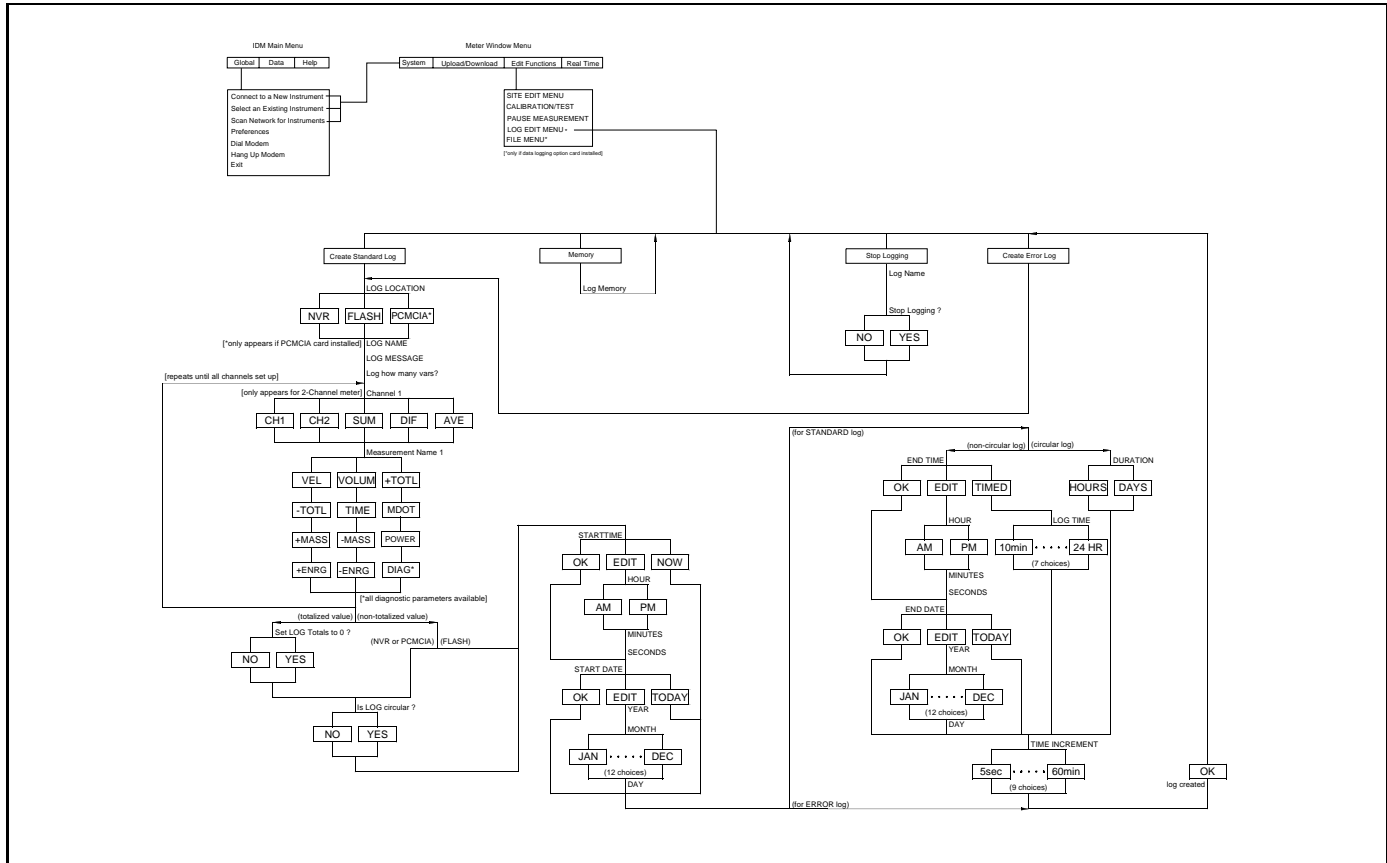 IDM Main Menu
Global Data Help
Connect to a New Instrument
Select an Existing Instrument
Scan Network for Instruments
Preferences
Dial Modem
Hang Up Modem
Exit
Meter Window Menu
System Upload/Download Edit Functions Real Time
SITE EDIT MENU
CALIBRATION/TEST
PAUSE MEASUREMENT
LOG EDIT MENU*
FILE MENU*
[*only if data logging option card installed]
Create Standard Log
Memory
Stop Logging
Create Error Log
Log Memory
Log Name
Stop Logging ?
NO YES
LOG LOCATION
NVR FLASH PCMCIA*
[*only appears if PCMCIA card installed] LOG NAME
LOG MESSAGE
Log how many vars?
[repeats until all channels set up]
[only appears for 2-Channel meter] Channel 1
CH1 CH2 SUM DIF AVE
Measurement Name 1
VEL VOLUM +TOTL
-TOTL TIME MDOT
+MASS -MASS POWER
+ENRG -ENRG DIAG*
[*all diagnostic parameters available]
(totalized value) (non-totalized value)
Set LOG Totals to 0 ?
NO YES
(NVR or PCMCIA) (FLASH)
Is LOG circular ?
NO YES
STARTTIME
OK EDIT NOW
HOUR
AM PM
MINUTES
SECONDS
START DATE
OK EDIT TODAY
YEAR
MONTH
JAN ..... DEC
(12 choices)
DAY
(for STANDARD log)
(for ERROR log)
(non-circular log) (circular log)
END TIME
OK EDIT TIMED
HOUR
AM PM
MINUTES
SECONDS
DURATION
HOURS DAYS
LOG TIME
10min ..... 24 HR
(7 choices)
END DATE
OK EDIT TODAY
YEAR
MONTH
JAN ..... DEC
(12 choices)
DAY
TIME INCREMENT
5sec ..... 60min
(9 choices)
OK
log created